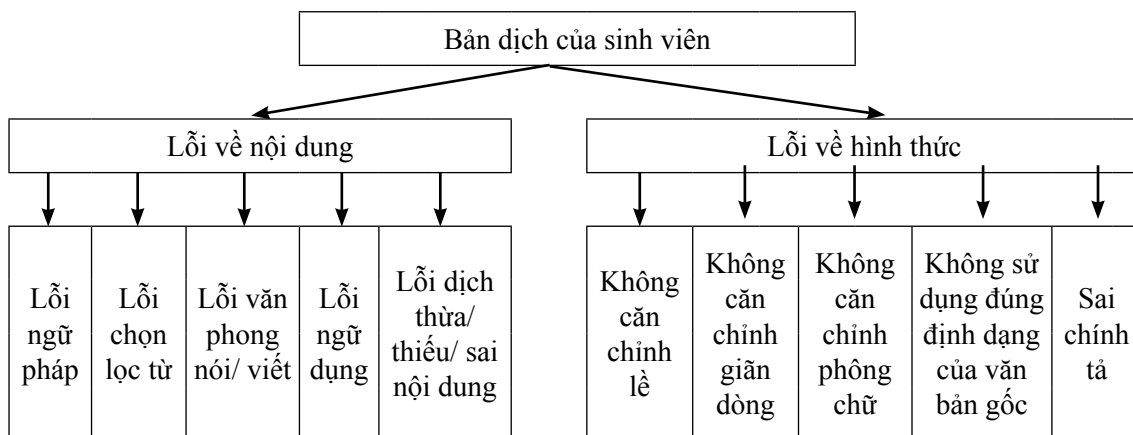 Bản dịch của sinh viên
Lỗi về nội dung
Lỗi về hình thức
Lỗi
ngữ
pháp
Lỗi
chọn
lọc từ
Lỗi văn
phong
nói/ viết
Lỗi
ngữ
dụng
Lỗi dịch
thừa/
thiếu/ sai
nội dung
Không
căn
chỉnh
lề
Không
căn
chỉnh
giãn
dòng
Không
căn
chỉnh
phông
chữ
Không sử
dụng đúng
định dạng
của văn
bản gốc
Sai
chính
tả